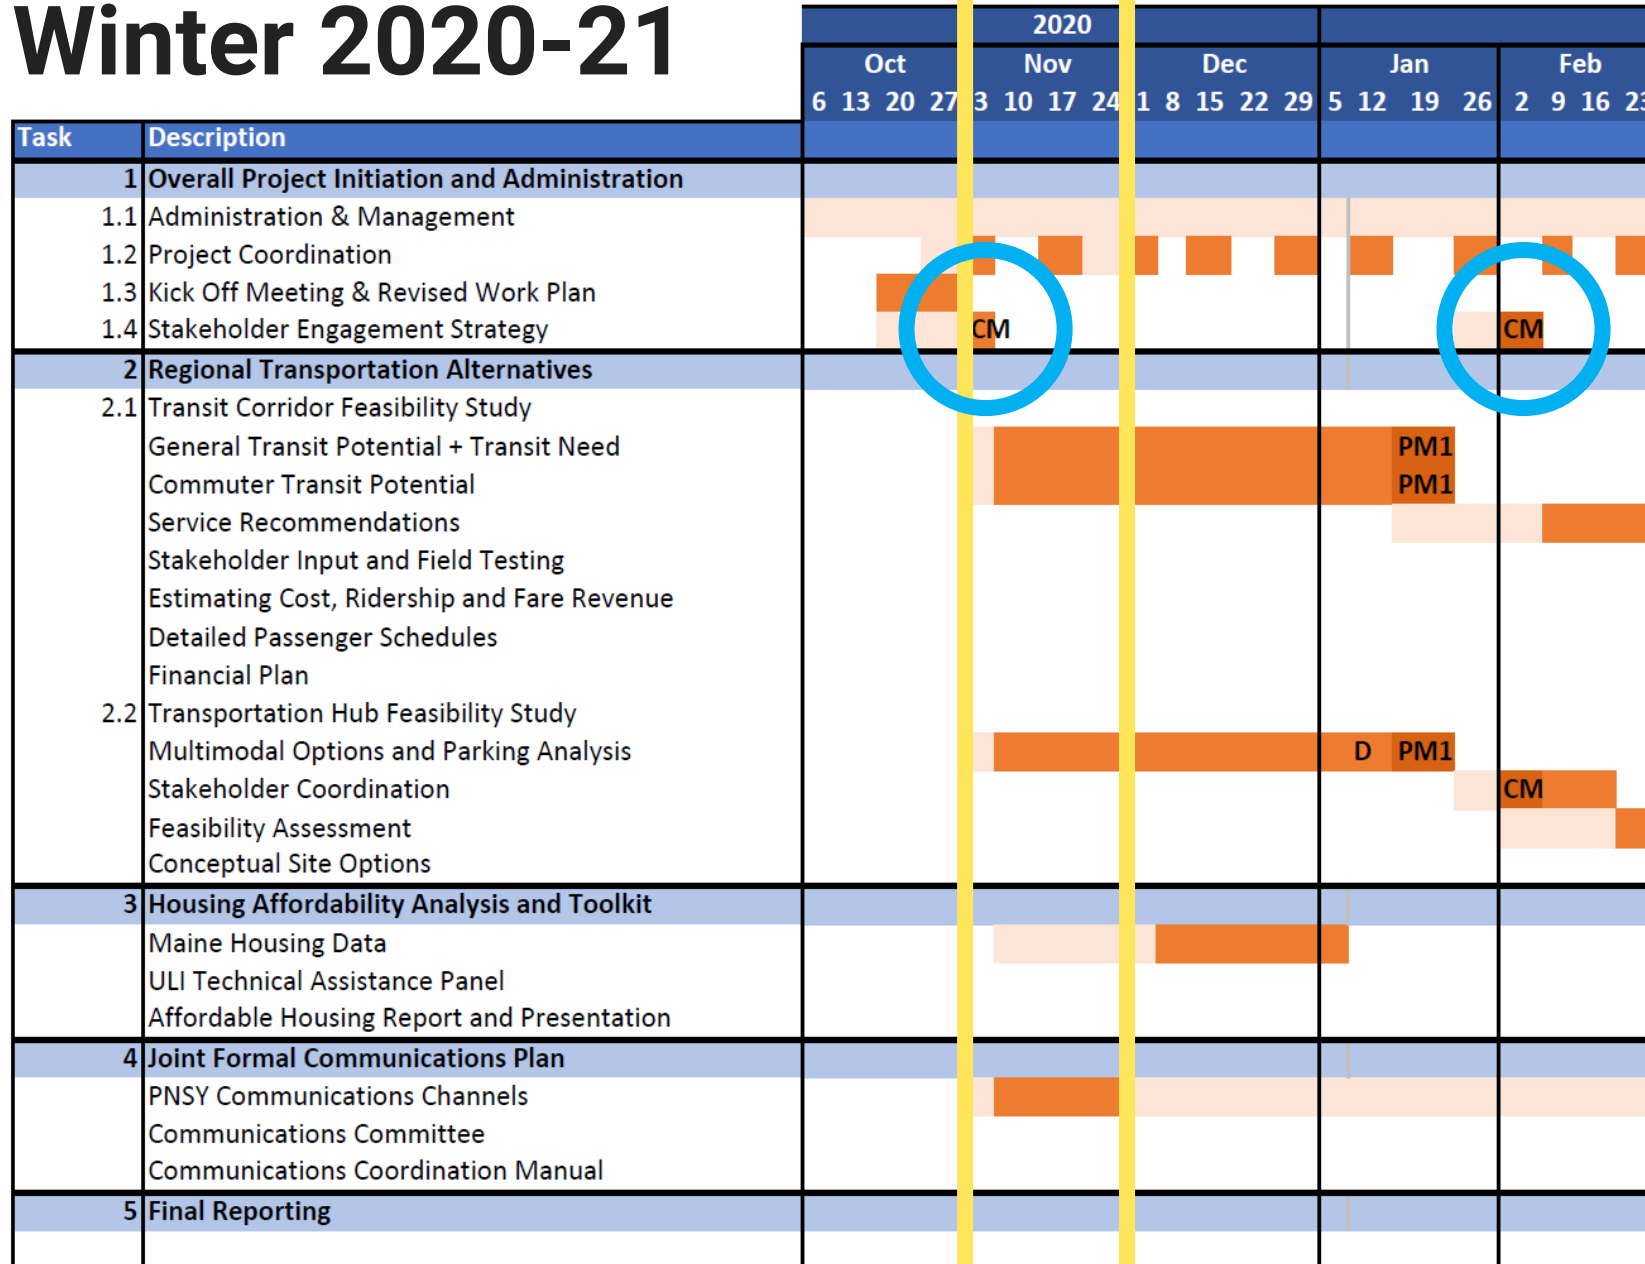 Winter 2020-21
2020
Oct Nov Dec Jan Feb
6 13 20 27 3 10 17 24 1 8 15 22 29 5 12 19 26 2 9 16 23
Task Description
1 Overall Project Initiation and Administration
1.1 Administration & Management
1.2 Project Coordination
1.3 Kick Off Meeting & Revised Work Plan
1.4 Stakeholder Engagement Strategy CM CM
2 Regional Transportation Alternatives
2.1 Transit Corridor Feasibility Study
General Transit Potential + Transit Need PM1
Commuter Transit Potential PM1
Service Recommendations
Stakeholder Input and Field Testing
Estimating Cost, Ridership and Fare Revenue
Detailed Passenger Schedules
Financial Plan
2.2 Transportation Hub Feasibility Study
Multimodal Options and Parking Analysis D PM1
Stakeholder Coordination CM
Feasibility Assessment
Conceptual Site Options
3 Housing Affordability Analysis and Toolkit
Maine Housing Data
ULI Technical Assistance Panel
Affordable Housing Report and Presentation
4 Joint Formal Communications Plan
PNSY Communications Channels
Communications Committee
Communications Coordination Manual
5 Final Reporting